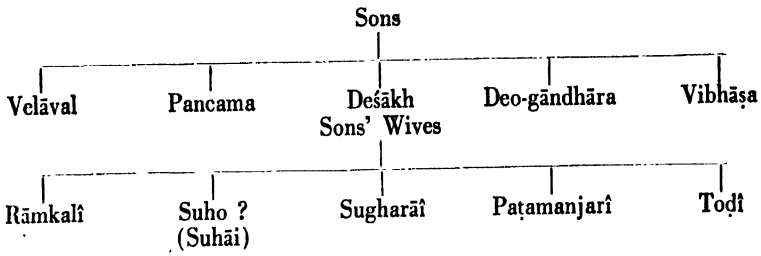 Sons
Velāval Pancama Deśākh Deo-gāndhāra Vibhāṣa
Sons' Wives
Rāmkalî Suho ? Sugharāî Paṭamanjarî Toḍî
(Suhāi)